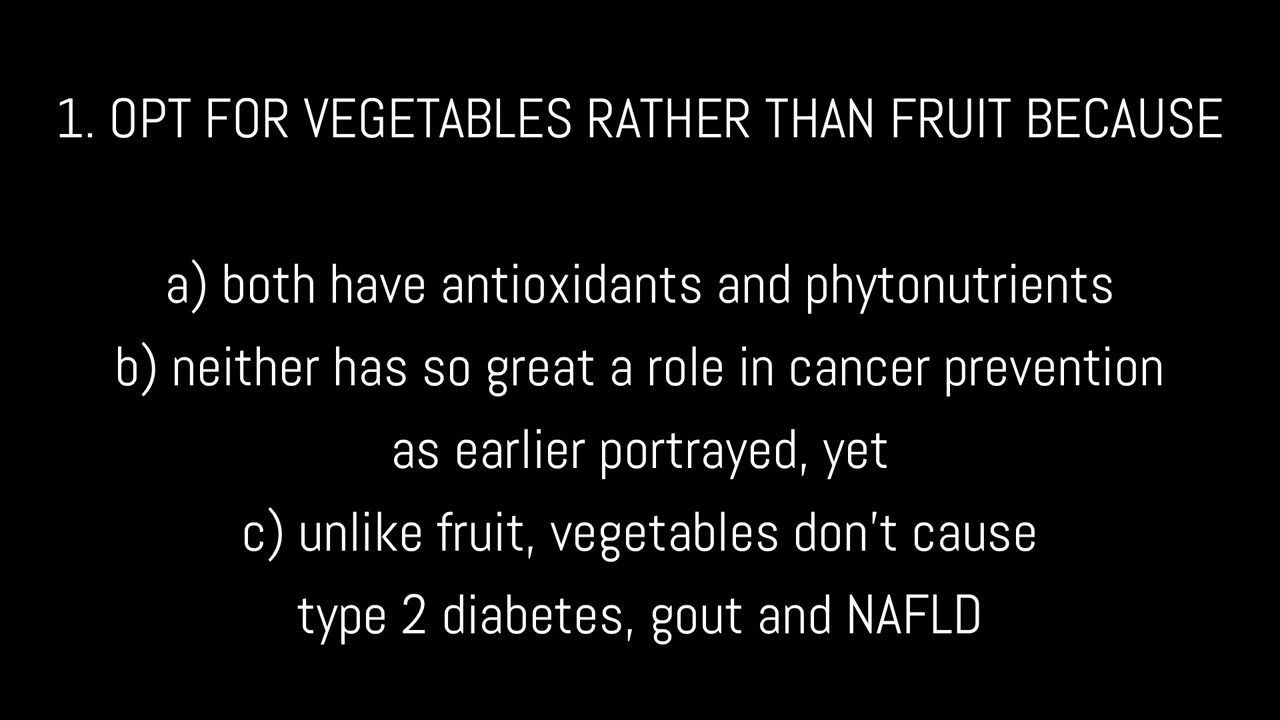 1. OPT FOR VEGETABLES RATHER THAN FRUIT BECAUSE
a) both have antioxidants and phytonutrients
b) neither has so great a role in cancer prevention
as earlier portrayed, yet
c) unlike fruit, vegetables don't cause
type 2 diabetes, gout and NAFLD